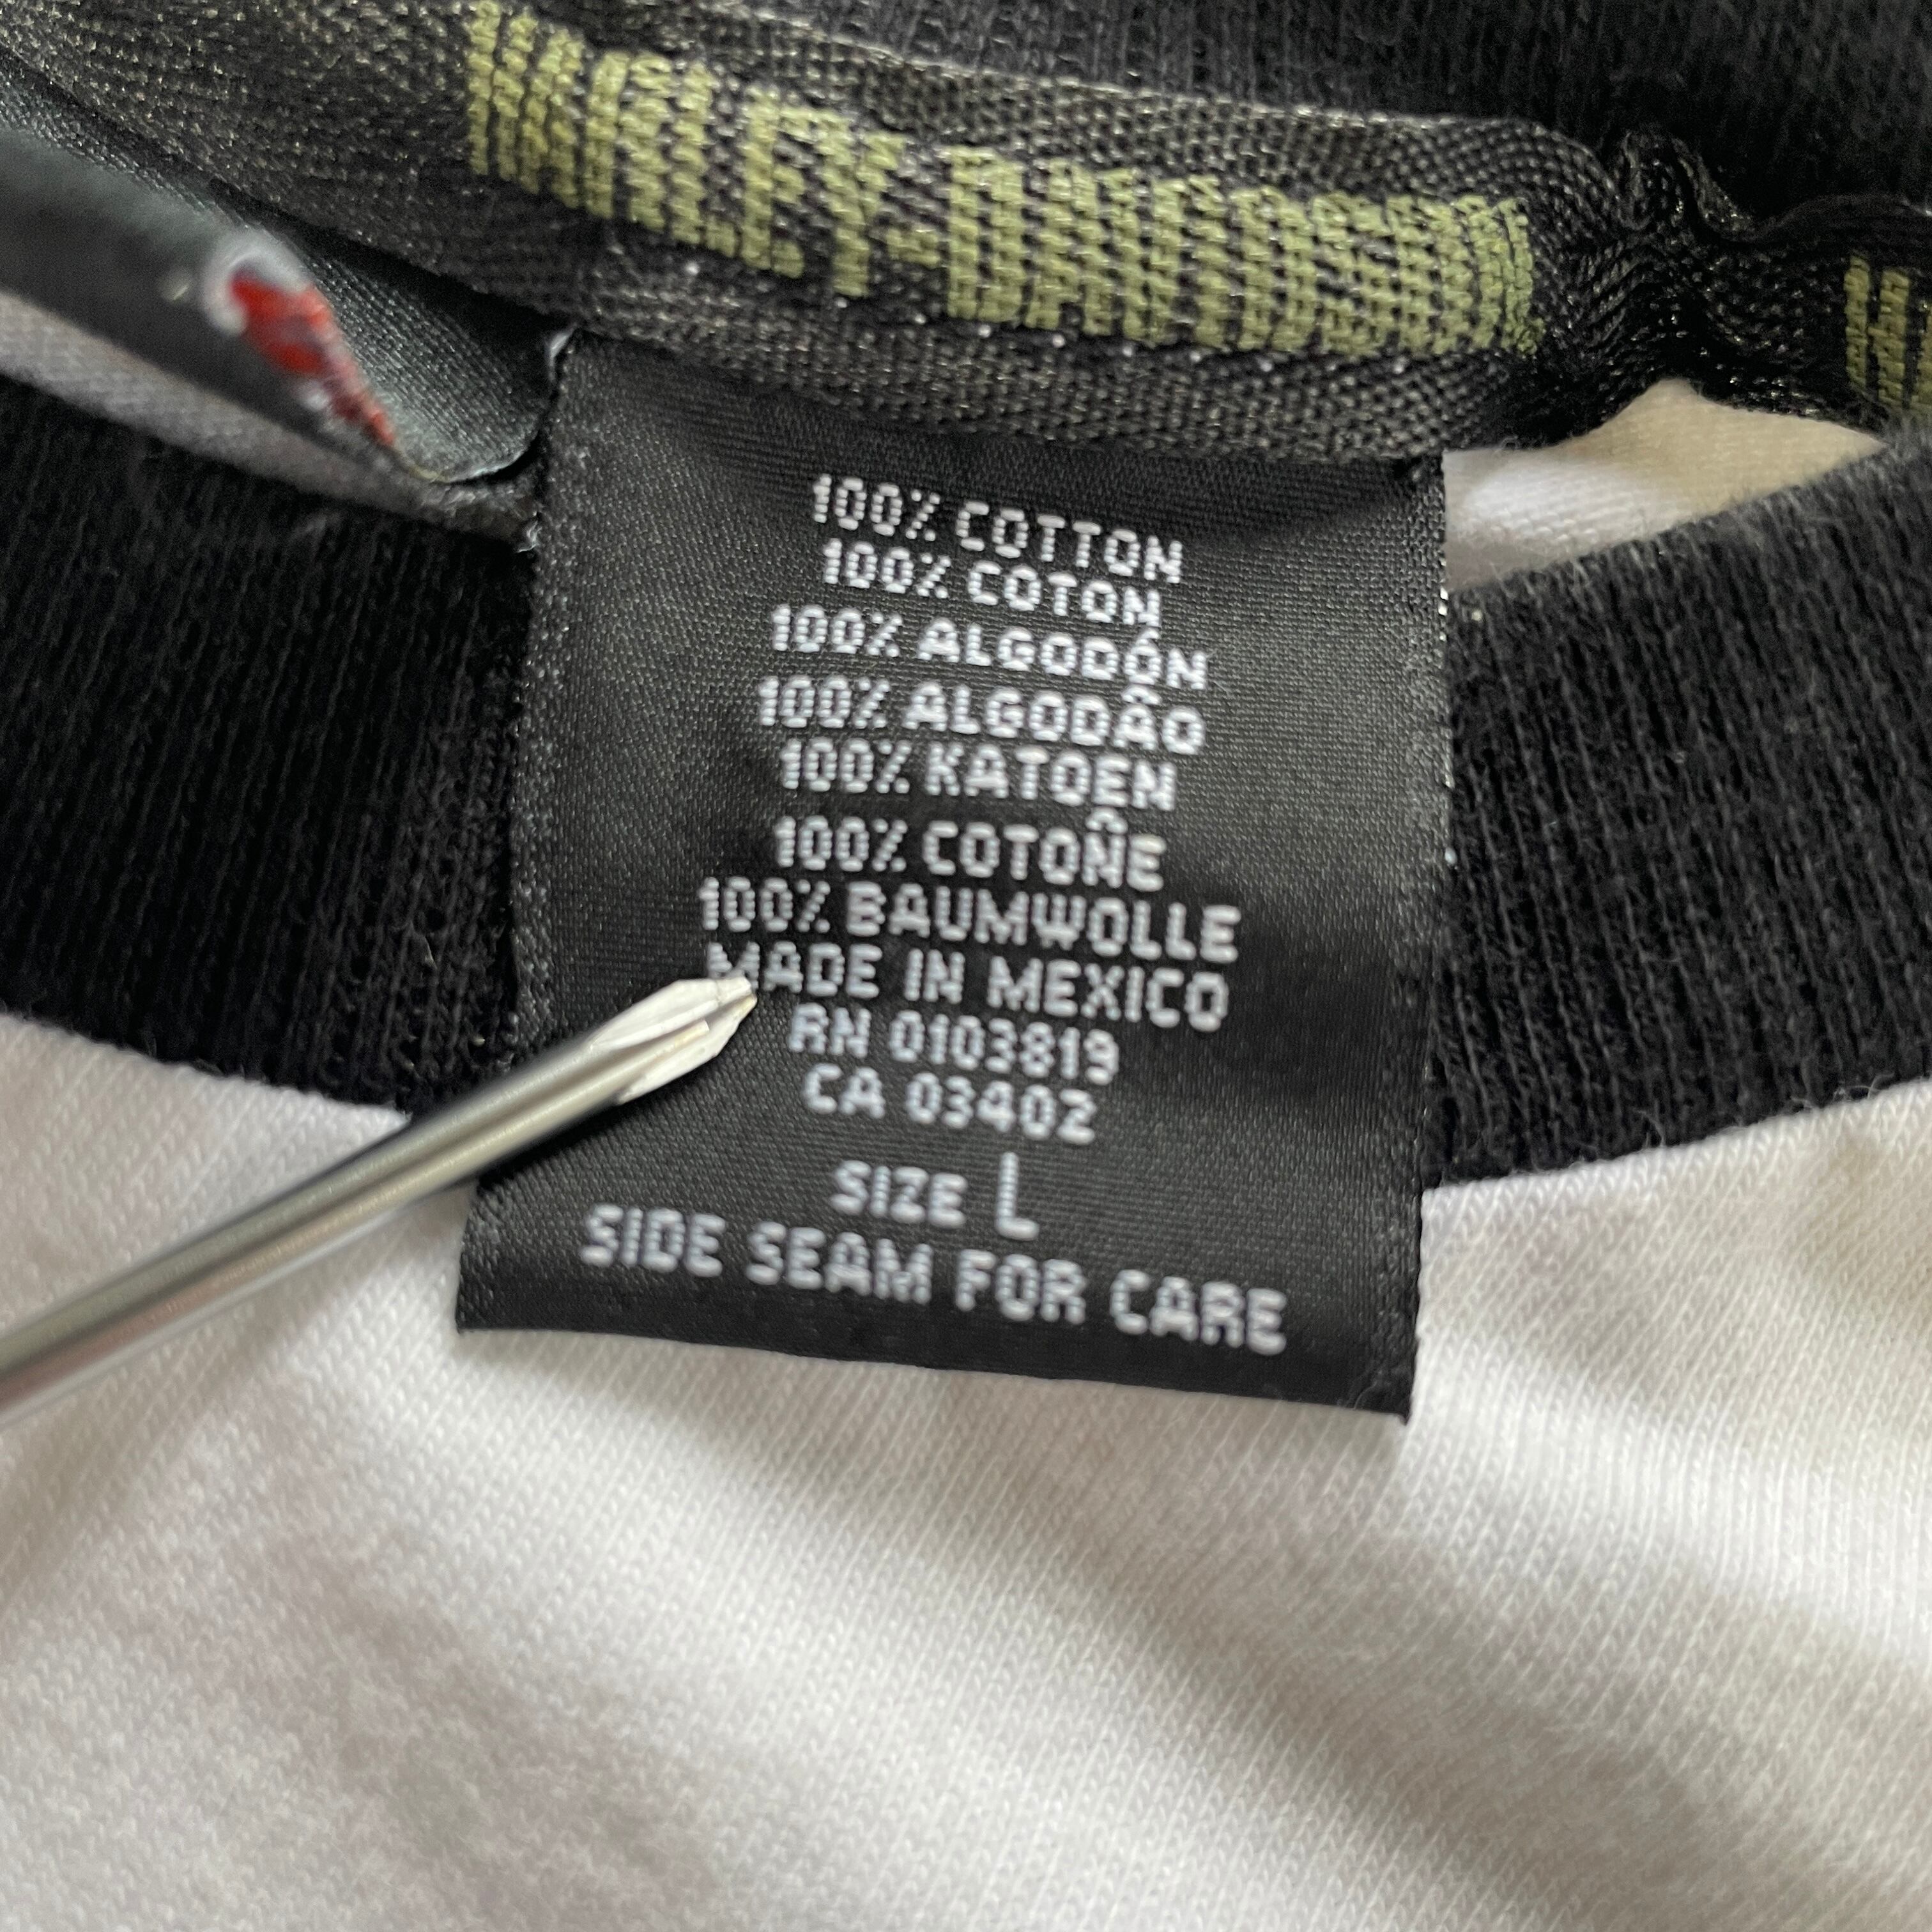 HARLEY-DAVIDSON
100% COTTON
100% COTON
100% ALGODÓN
100% ALGODÂO
100% KATOEN
100% COTOÑE
100% BAUMWOLLE
MADE IN MEXICO
RN 0103819
CA 03402
SIZE L
SIDE SEAM FOR CARE